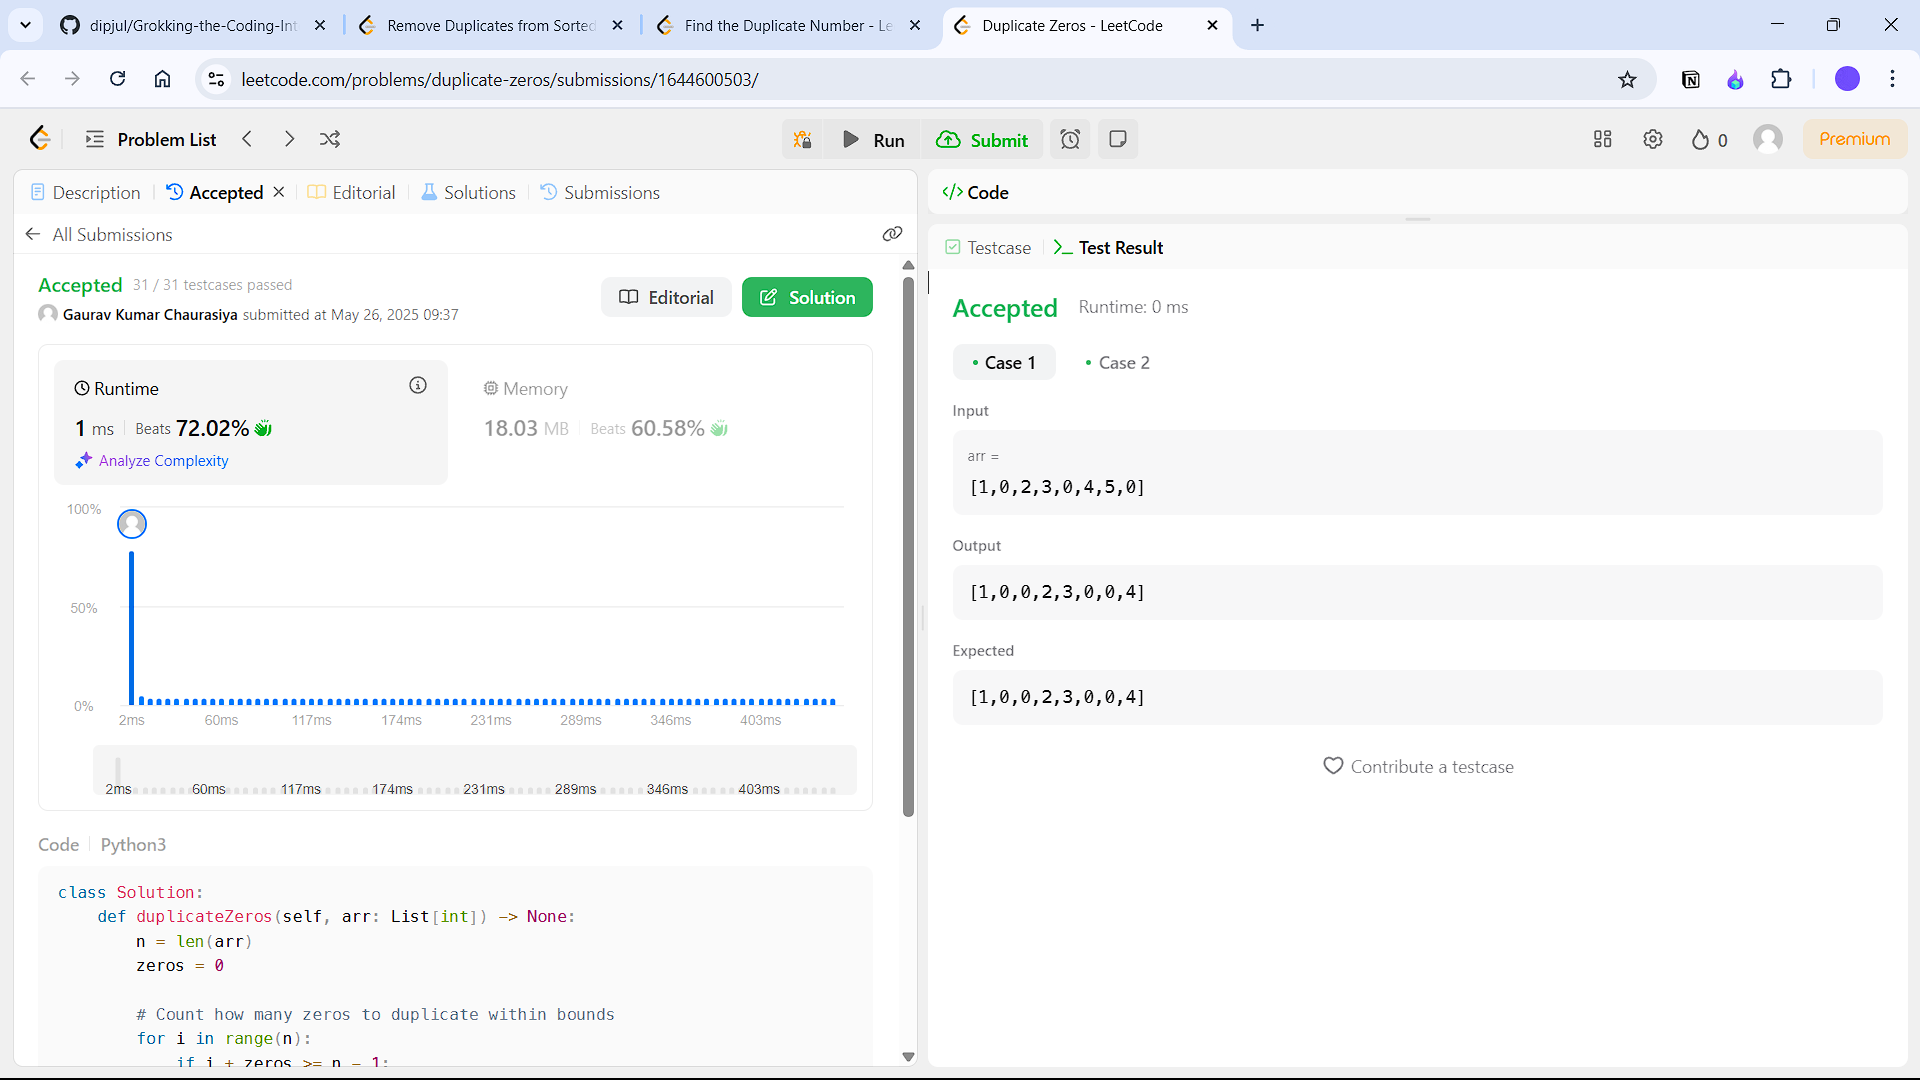 dipjul/Grokking-the-Coding-Int
Remove Duplicates from Sorted
Find the Duplicate Number - Le
Duplicate Zeros - LeetCode
leetcode.com/problems/duplicate-zeros/submissions/1644600503/
Problem List
Run
Submit
0
Premium
Description
Accepted
Editorial
Solutions
Submissions
All Submissions
Accepted 31 / 31 testcases passed
Gaurav Kumar Chaurasiya submitted at May 26, 2025 09:37
Editorial
Solution
Runtime
1 ms Beats 72.02%
Analyze Complexity
Memory
18.03 MB Beats 60.58%
100%
50%
0%
2ms 60ms 117ms 174ms 231ms 289ms 346ms 403ms
2ms 60ms 117ms 174ms 231ms 289ms 346ms 403ms
Code Python3
class Solution:
def duplicateZeros(self, arr: List[int]) -> None:
n = len(arr)
zeros = 0
# Count how many zeros to duplicate within bounds
for i in range(n):
if i + zeros >= n - 1:
</> Code
Testcase
Test Result
Accepted Runtime: 0 ms
Case 1 Case 2
Input
arr =
[1,0,2,3,0,4,5,0]
Output
[1,0,0,2,3,0,0,4]
Expected
[1,0,0,2,3,0,0,4]
Contribute a testcase